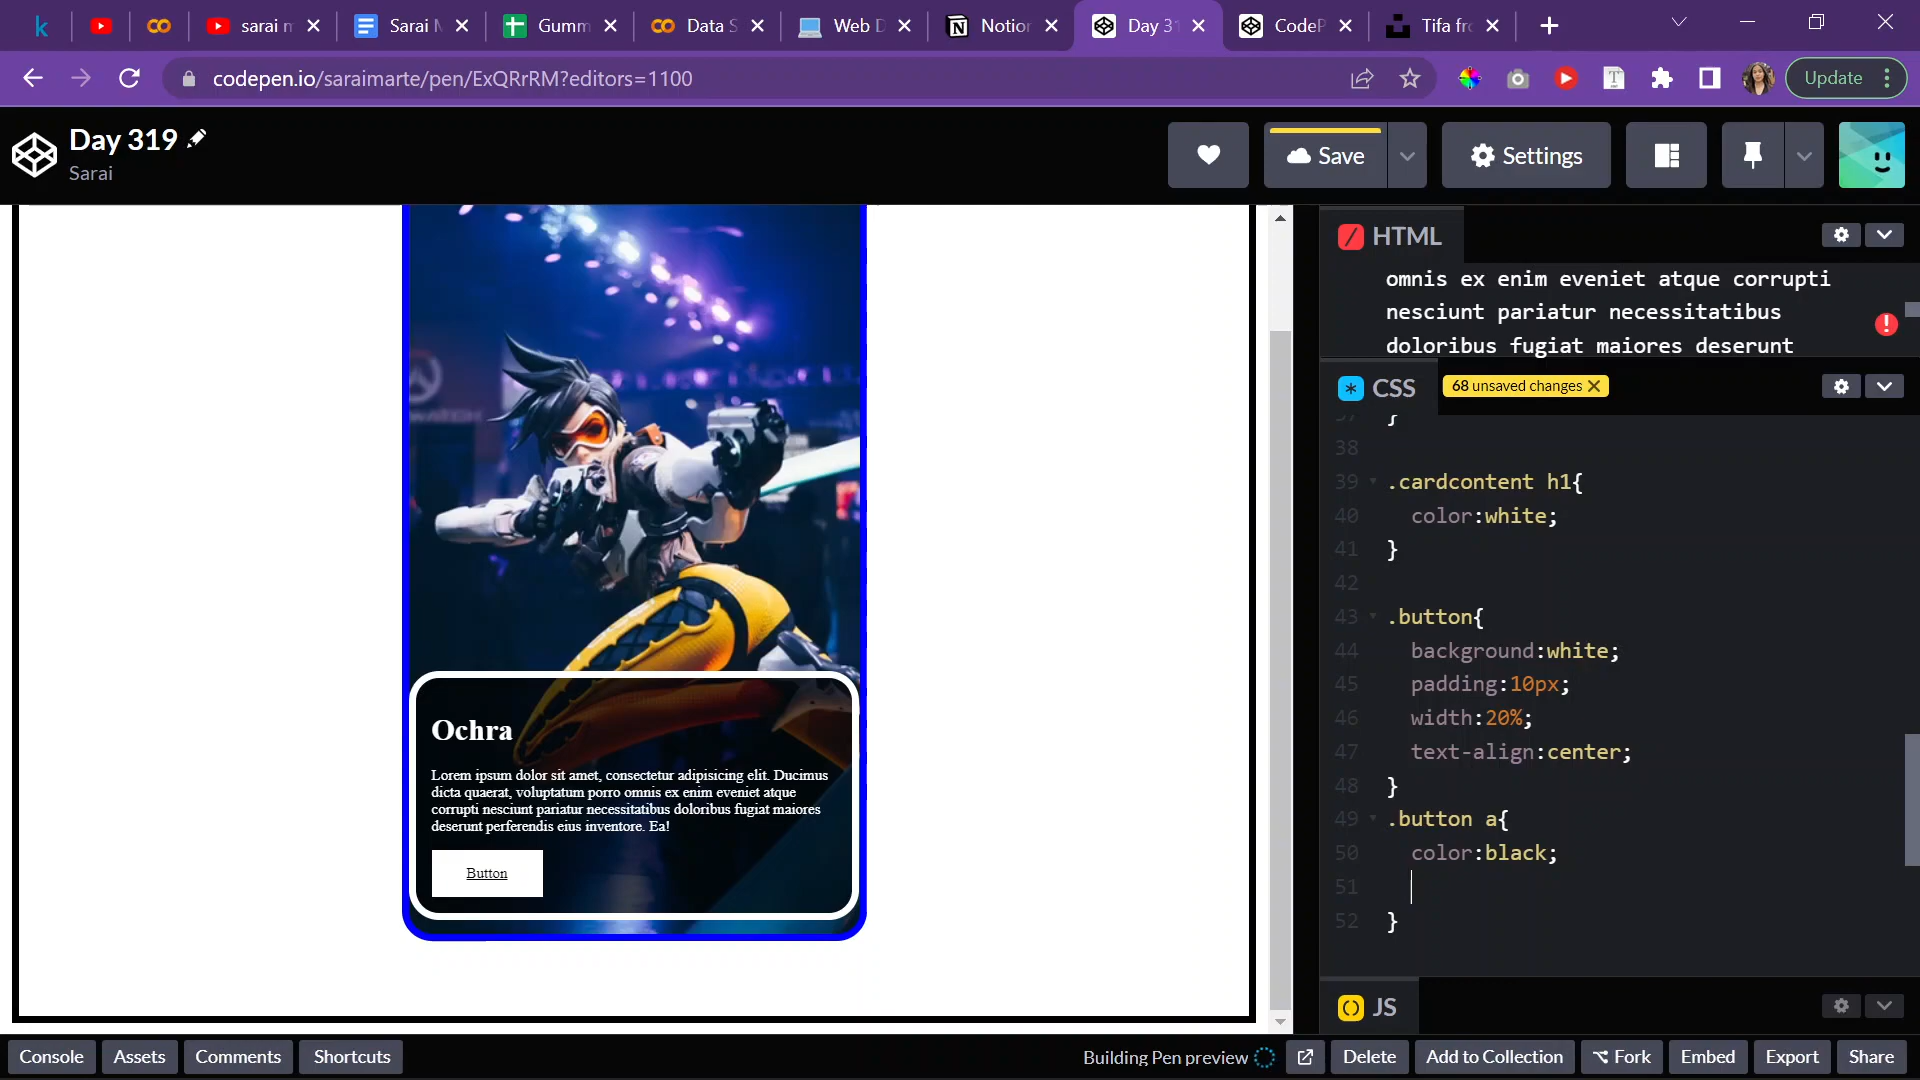 k
sarai m
Sarai M
Gumm
Data S
Web D
Notion
Day 31
CodeP
Tifa fro
codepen.io/saraimarte/pen/ExQRrRM?editors=1100
Update
Day 319
Sarai
Save
Settings
HTML
omnis ex enim eveniet atque corrupti
nesciunt pariatur necessitatibus
doloribus fugiat maiores deserunt
CSS
68 unsaved changes
37 }
38
39 .cardcontent h1{
40 color:white;
41 }
42
43 .button{
44 background:white;
45 padding:10px;
46 width:20%;
47 text-align:center;
48 }
49 .button a{
50 color:black;
51
52 }
JS
Ochra
Lorem ipsum dolor sit amet, consectetur adipisicing elit. Ducimus
dicta quaerat, voluptatum porro omnis ex enim eveniet atque
corrupti nesciunt pariatur necessitatibus doloribus fugiat maiores
deserunt perferendis eius inventore. Ea!
Button
Console
Assets
Comments
Shortcuts
Building Pen preview
Delete
Add to Collection
Fork
Embed
Export
Share